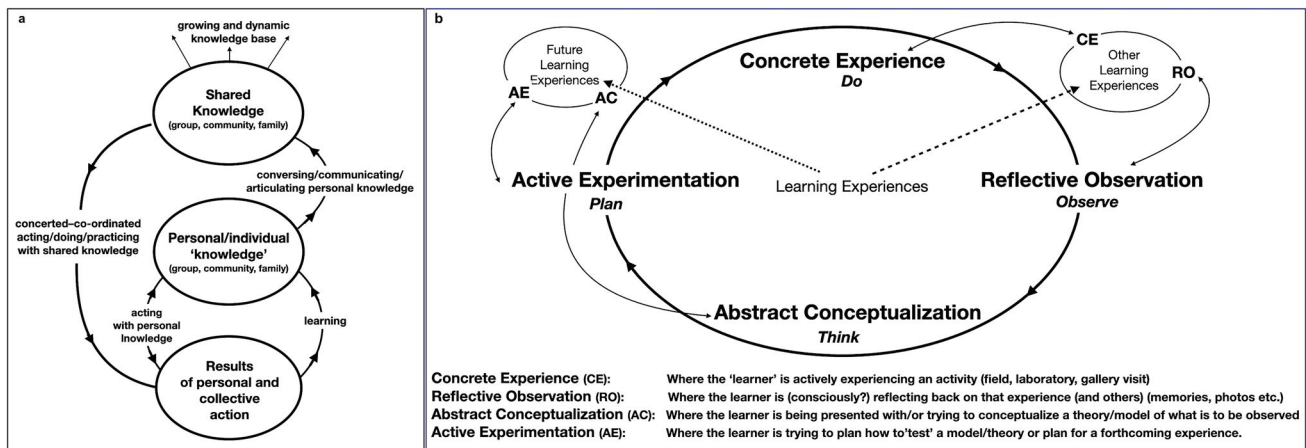 a
growing and dynamic
knowledge base
Shared
Knowledge
(group, community, family)
conversing/communicating/
articulating personal knowledge
concerted–co-ordinated
acting/doing/practicing
with shared knowledge
Personal/individual
‘knowledge’
(group, community, family)
acting
with personal
lnowledge
learning
Results
of personal and
collective
action
b
Future
Learning
Experiences
AE
AC
Concrete Experience
Do
CE
Other
Learning
Experiences
RO
Active Experimentation
Plan
Learning Experiences
Reflective Observation
Observe
Abstract Conceptualization
Think
Concrete Experience (CE): Where the ‘learner’ is actively experiencing an activity (field, laboratory, gallery visit)
Reflective Observation (RO): Where the learner is (consciously?) reflecting back on that experience (and others) (memories, photos etc.)
Abstract Conceptualization (AC): Where the learner is being presented with/or trying to conceptualize a theory/model of what is to be observed
Active Experimentation (AE): Where the learner is trying to plan how to’test’ a model/theory or plan for a forthcoming experience.